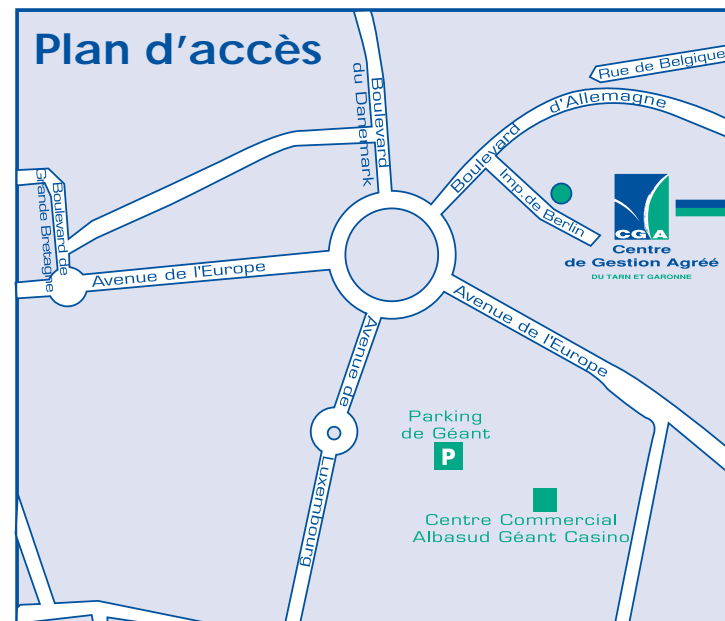 Plan d'accès
Rue de Belgique
Boulevard d'Allemagne
Boulevard
du Danemark
Imp. de Berlin
Boulevard de
Grande Bretagne
CGA
Centre
de Gestion Agréé
DU TARN ET GARONNE
Avenue de l'Europe
Avenue de l'Europe
Avenue de Luxembourg
Parking
de Géant
P
Centre Commercial
Albasud Géant Casino